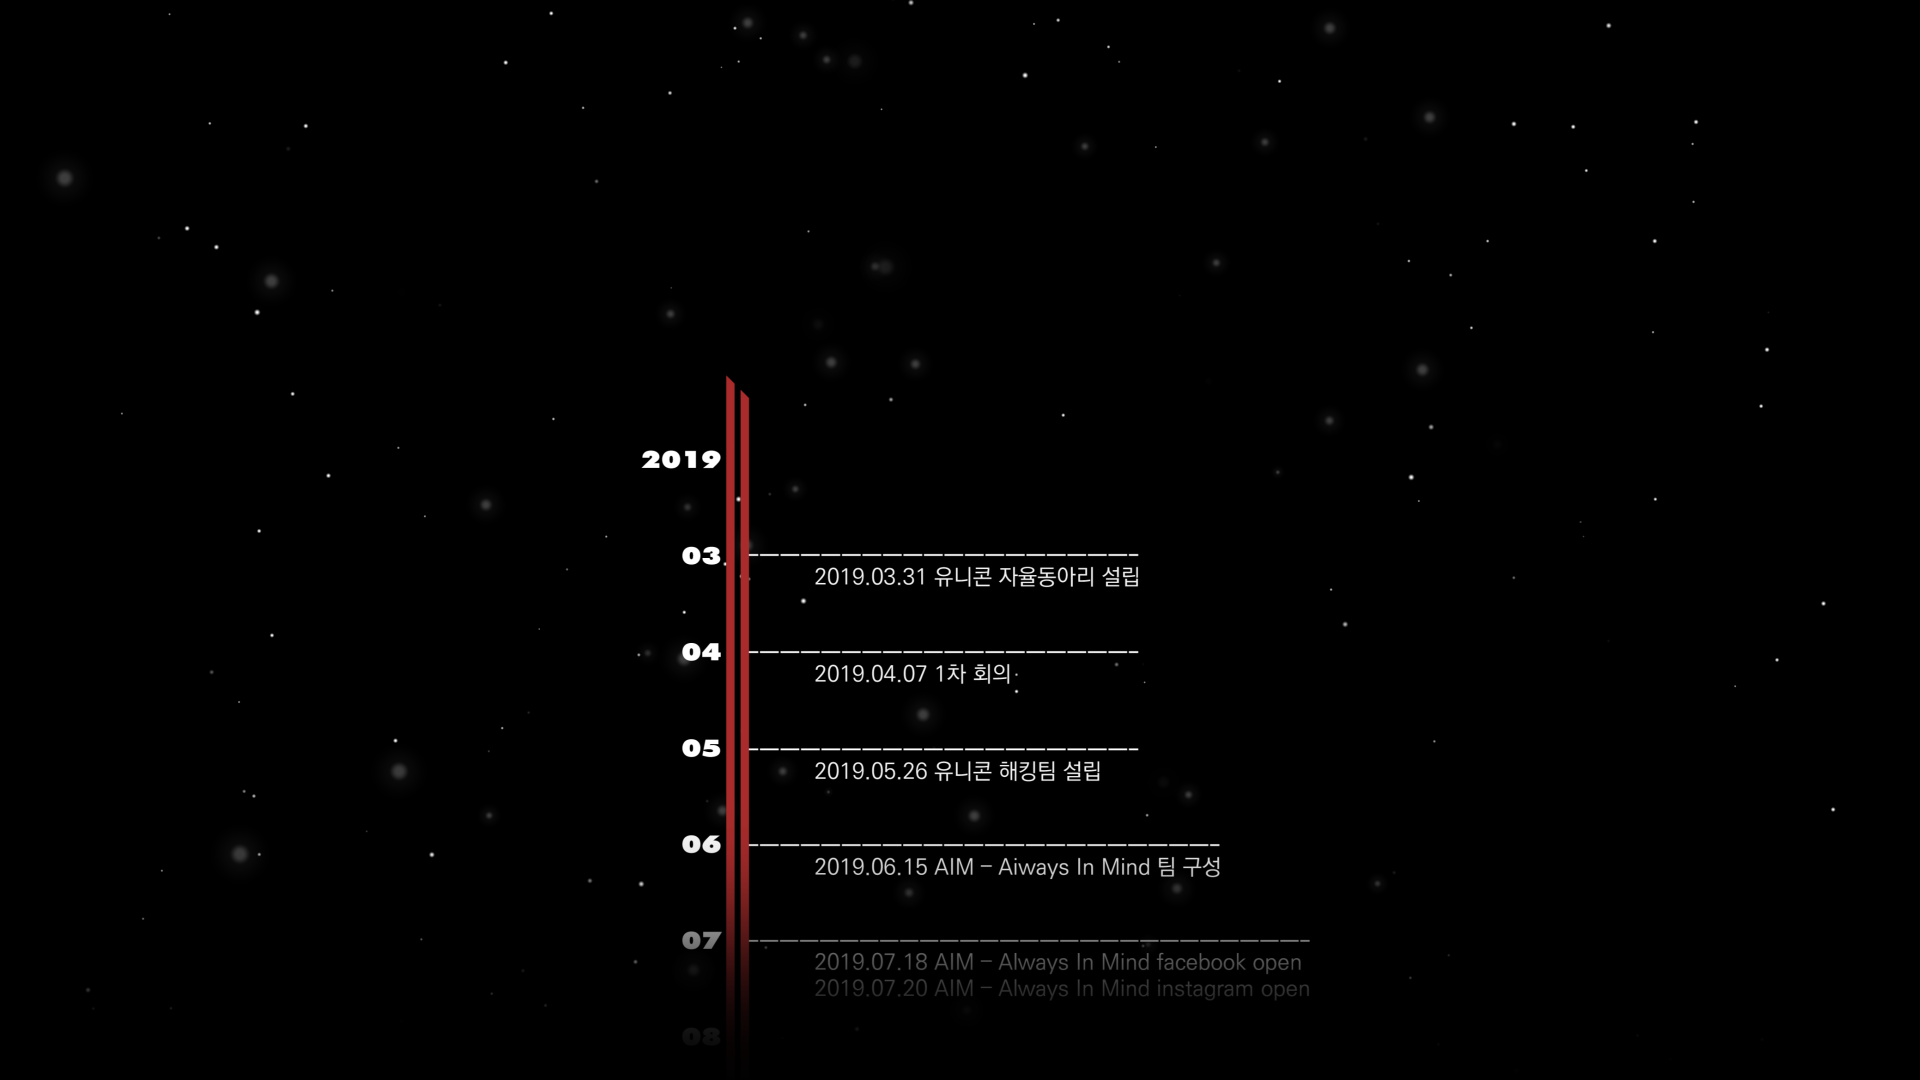 2019
03
2019.03.31 유니콘 자율동아리 설립
04
2019.04.07 1차 회의
05
2019.05.26 유니콘 해킹팀 설립
06
2019.06.15 AIM - Aiways In Mind 팀 구성
07
2019.07.18 AIM - Always In Mind facebook open
2019.07.20 AIM - Always In Mind instagram open
08